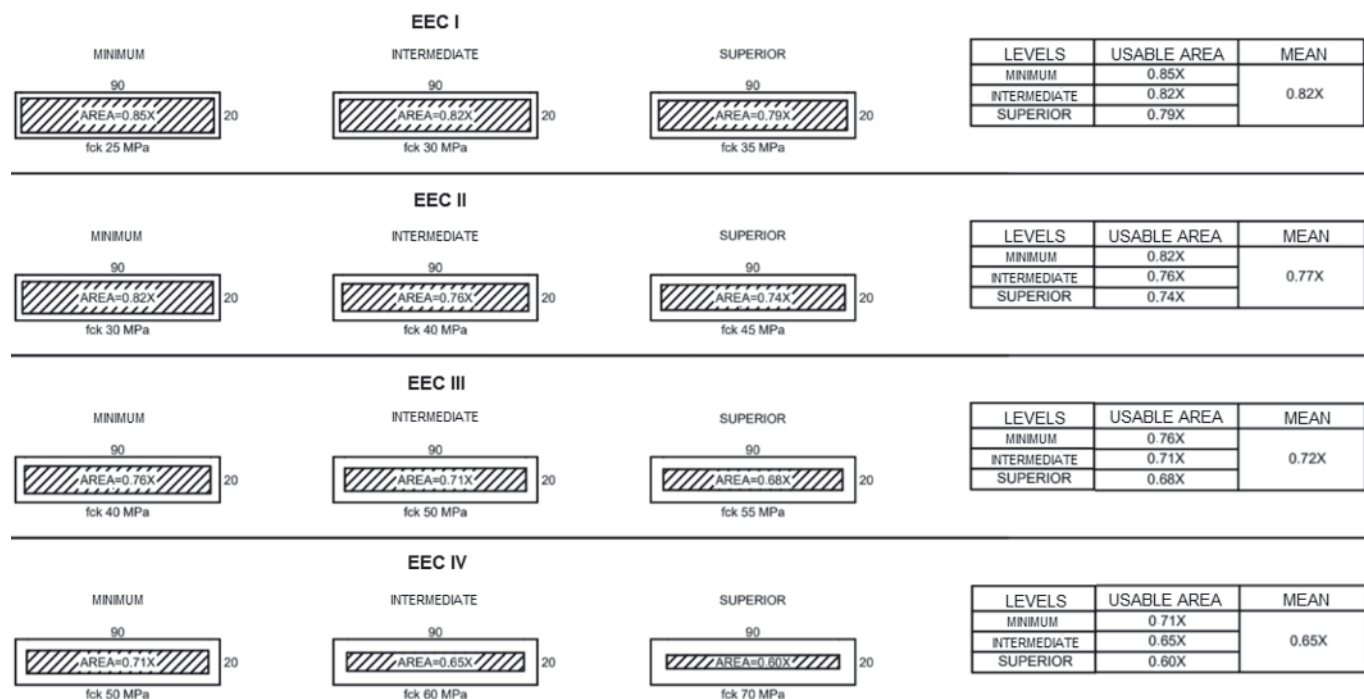 EEC I
MINIMUM INTERMEDIATE SUPERIOR
90 90 90
AREA=0.85X 20 AREA=0.82X 20 AREA=0.79X 20
fck 25 MPa fck 30 MPa fck 35 MPa
LEVELS USABLE AREA MEAN
MINIMUM 0.85X
INTERMEDIATE 0.82X 0.82X
SUPERIOR 0.79X
EEC II
MINIMUM INTERMEDIATE SUPERIOR
90 90 90
AREA=0.82X 20 AREA=0.76X 20 AREA=0.74X 20
fck 30 MPa fck 40 MPa fck 45 MPa
LEVELS USABLE AREA MEAN
MINIMUM 0.82X
INTERMEDIATE 0.76X 0.77X
SUPERIOR 0.74X
EEC III
MINIMUM INTERMEDIATE SUPERIOR
90 90 90
AREA=0.76X 20 AREA=0.71X 20 AREA=0.68X 20
fck 40 MPa fck 50 MPa fck 55 MPa
LEVELS USABLE AREA MEAN
MINIMUM 0.76X
INTERMEDIATE 0.71X 0.72X
SUPERIOR 0.68X
EEC IV
MINIMUM INTERMEDIATE SUPERIOR
90 90 90
AREA=0.71X 20 AREA=0.65X 20 AREA=0.60X 20
fck 50 MPa fck 60 MPa fck 70 MPa
LEVELS USABLE AREA MEAN
MINIMUM 0.71X
INTERMEDIATE 0.65X 0.65X
SUPERIOR 0.60X